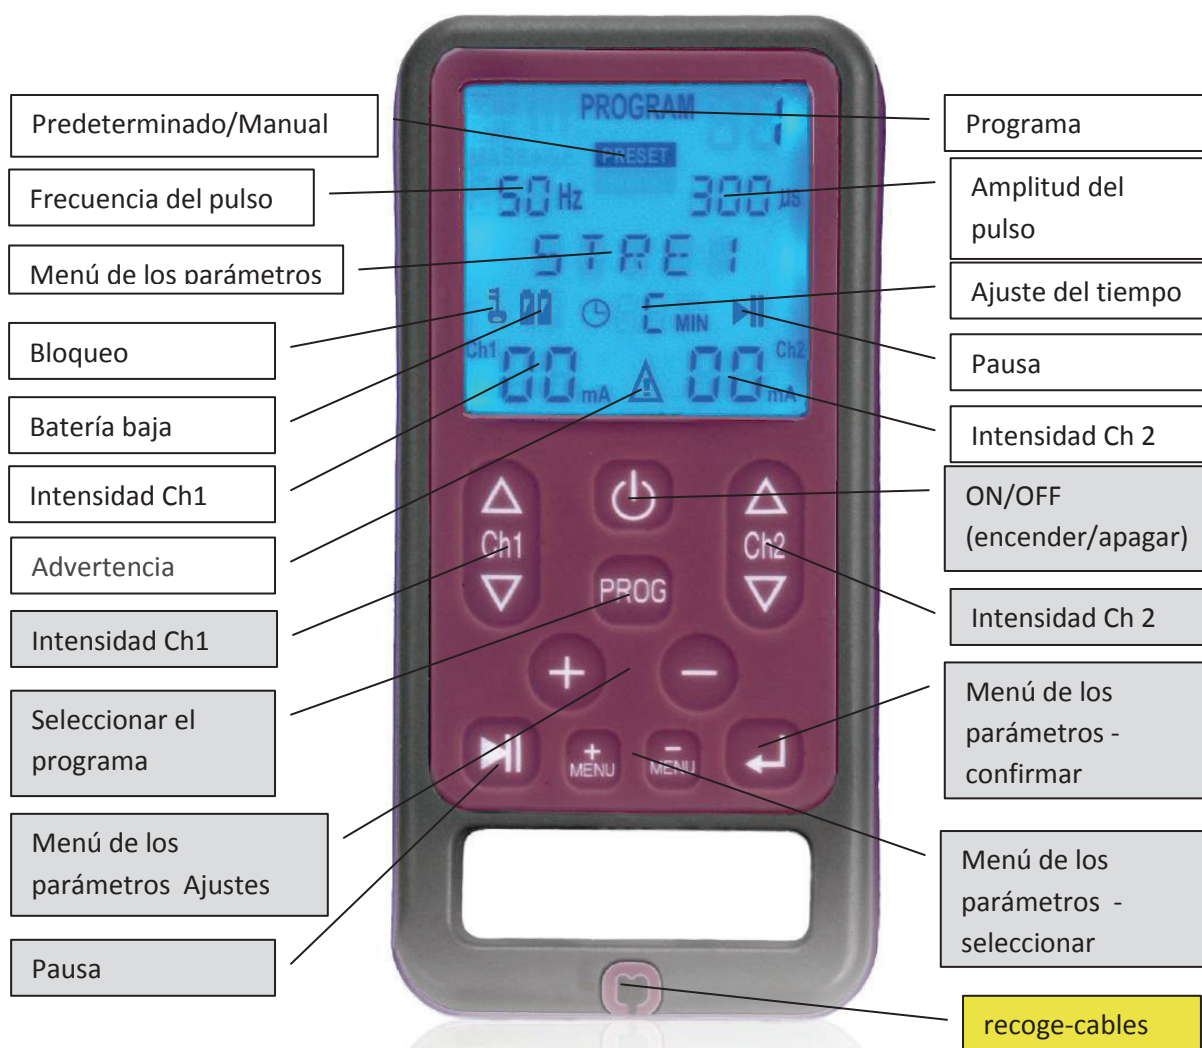 Predeterminado/Manual
Frecuencia del pulso
Menú de los parámetros
Bloqueo
Batería baja
Intensidad Ch1
Advertencia
Intensidad Ch1
Seleccionar el
programa
Menú de los
parámetros Ajustes
Pausa
PROGRAM 1
PRESET
50 Hz 300 µs
STRE 1
C MIN
Ch1 Ch2
00 mA 00 mA
Ch1 Ch2
PROG
+ −
+ −
MENU MENU
Programa
Amplitud del
pulso
Ajuste del tiempo
Pausa
Intensidad Ch 2
ON/OFF
(encender/apagar)
Intensidad Ch 2
Menú de los
parámetros -
confirmar
Menú de los
parámetros -
seleccionar
recoge-cables